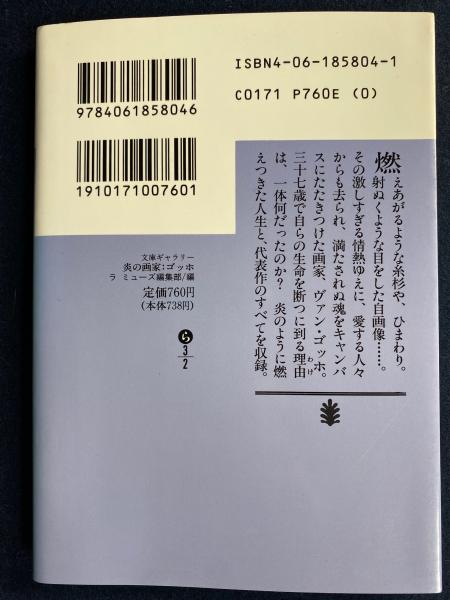 ISBN4-06-185804-1
C0171 P760E (0)
9784061858046
1910171007601
燃えあがるような糸杉や、ひまわり。
射ぬくような目をした自画像……。
その激しすぎる情熱ゆえに、愛する人々
からも去られ、満たされぬ魂をキャンバ
スにたたきつけた画家、ヴァン・ゴッホ。
三十七歳で自らの生命を断つに到る理由
わけ
は、一体何だったのか? 炎のように燃
えつきた人生と、代表作のすべてを収録。
文庫ギャラリー
炎の画家：ゴッホ
ラ ミューズ編集部/編
定価760円
(本体738円)
ら
3
2